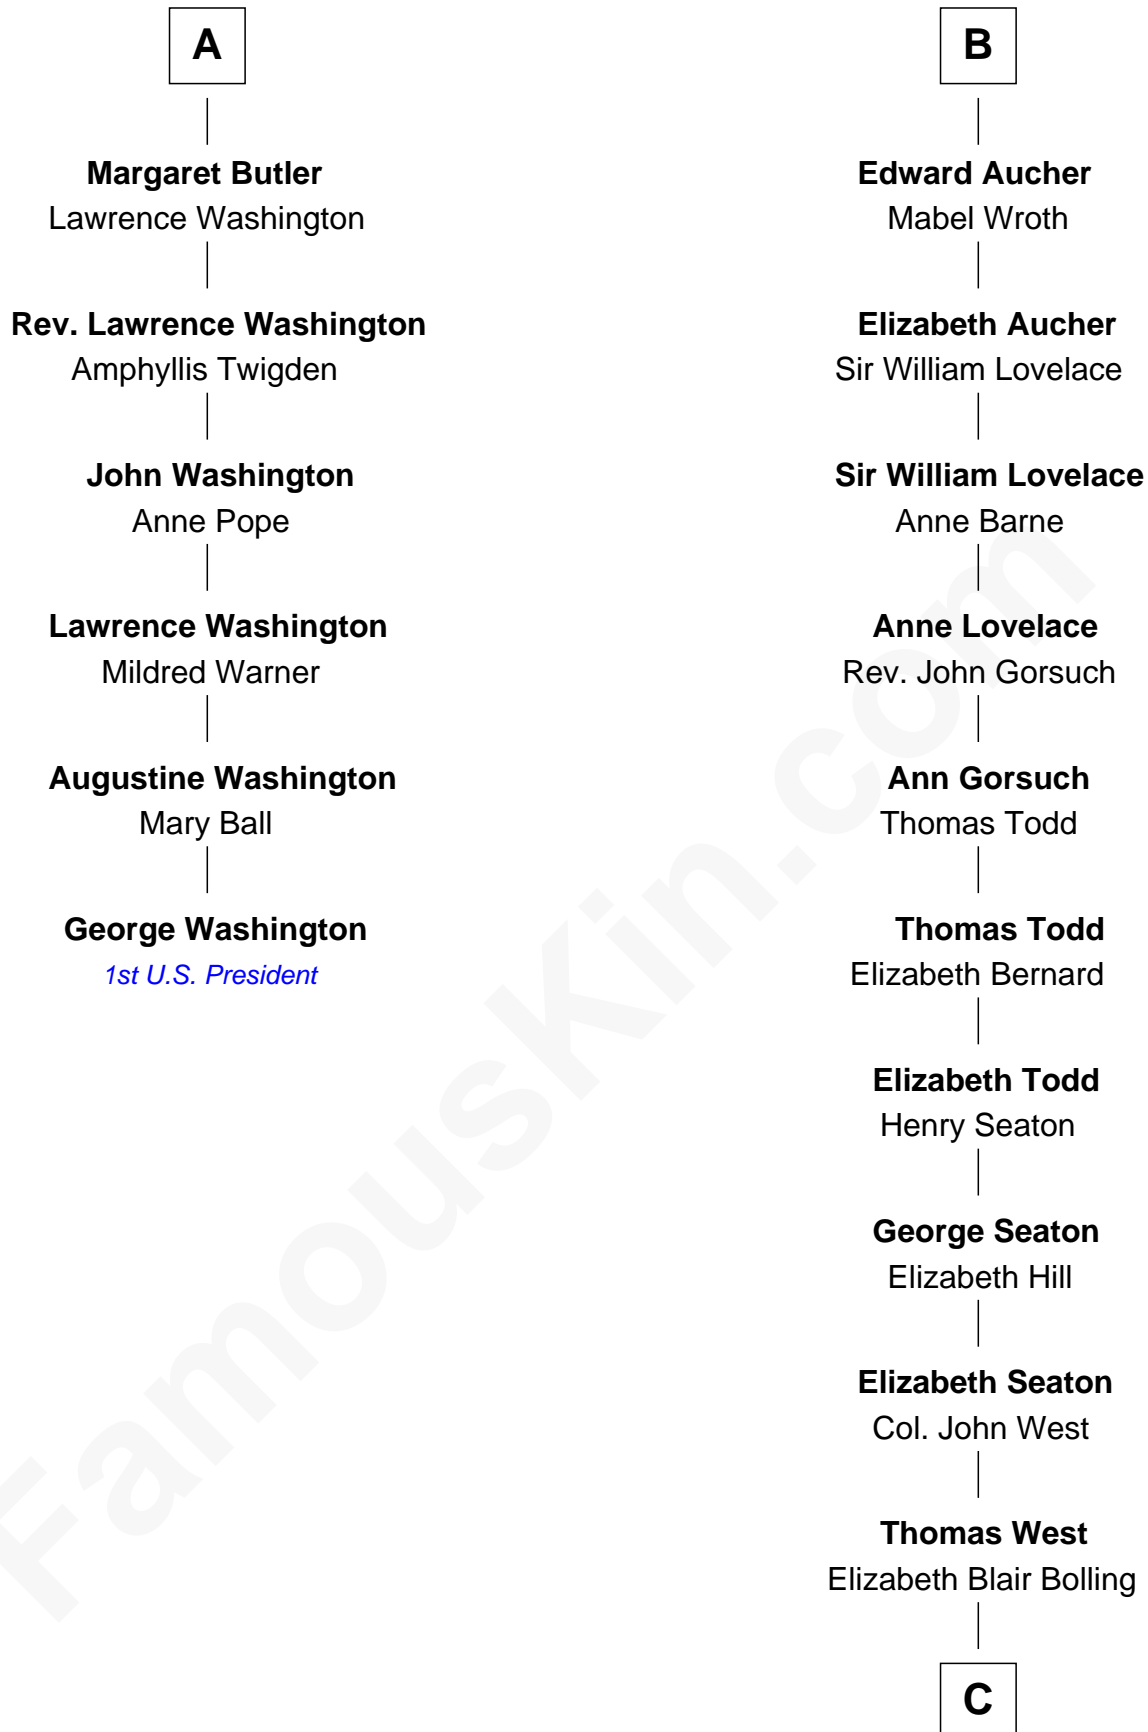 A
Margaret Butler
Lawrence Washington
Rev. Lawrence Washington
Amphyllis Twigden
John Washington
Anne Pope
Lawrence Washington
Mildred Warner
Augustine Washington
Mary Ball
George Washington
1st U.S. President
B
Edward Aucher
Mabel Wroth
Elizabeth Aucher
Sir William Lovelace
Sir William Lovelace
Anne Barne
Anne Lovelace
Rev. John Gorsuch
Ann Gorsuch
Thomas Todd
Thomas Todd
Elizabeth Bernard
Elizabeth Todd
Henry Seaton
George Seaton
Elizabeth Hill
Elizabeth Seaton
Col. John West
Thomas West
Elizabeth Blair Bolling
C
FamousKin.com